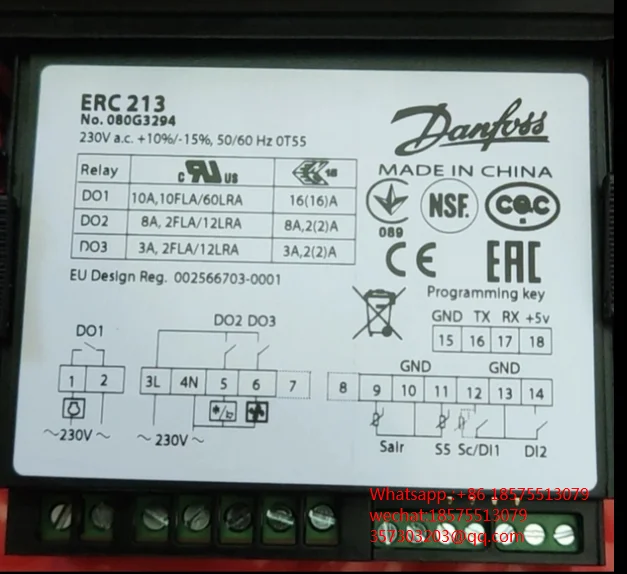 ERC 213
No. 080G3294
230V a.c. +10%/-15%, 50/60 Hz 0T55
Danfoss
MADE IN CHINA
Relay c RU US 16
DO1 10A,10FLA/60LRA 16(16)A
DO2 8A, 2FLA/12LRA 8A,2(2)A
DO3 3A, 2FLA/12LRA 3A,2(2)A
089
NSF.
CQC
CE EAC
EU Design Reg. 002566703-0001
Programming key
GND TX RX +5v
15 16 17 18
DO1
DO2 DO3
GND GND
1 2 3L 4N 5 6 7 8 9 10 11 12 13 14
~230V~
~230V~
Sair S5 Sc/DI1 DI2
Whatsapp: +86 18575513079
wechat:18575513079
357303203@qq.com